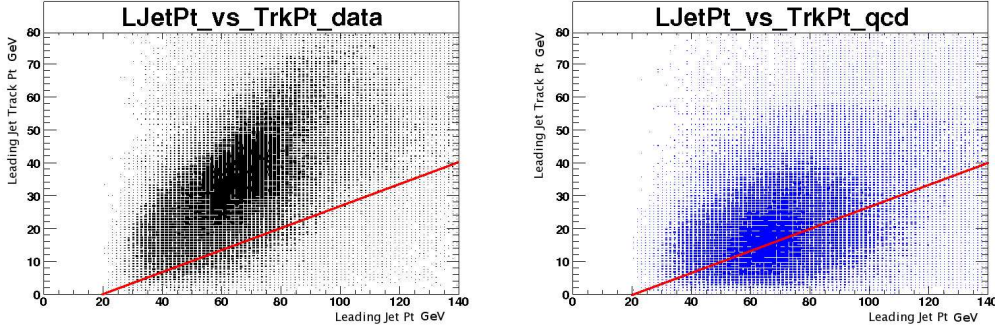 LJetPt_vs_TrkPt_data
Leading Jet Track Pt GeV
80
70
60
50
40
30
20
10
0
0 20 40 60 80 100 120 140
Leading Jet Pt GeV
LJetPt_vs_TrkPt_qcd
Leading Jet Track Pt GeV
80
70
60
50
40
30
20
10
0
0 20 40 60 80 100 120 140
Leading Jet Pt GeV